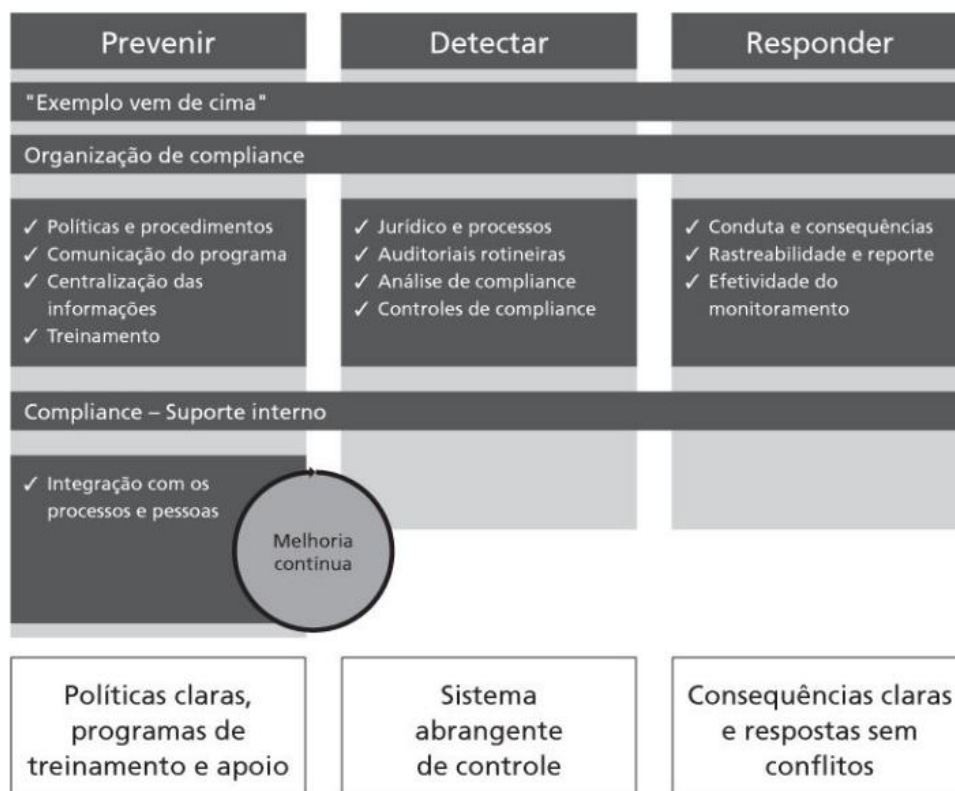 Prevenir
Detectar
Responder
"Exemplo vem de cima"
Organização de compliance
✓ Políticas e procedimentos
✓ Comunicação do programa
✓ Centralização das
informações
✓ Treinamento
✓ Jurídico e processos
✓ Auditoriais rotineiras
✓ Análise de compliance
✓ Controles de compliance
✓ Conduta e consequências
✓ Rastreabilidade e reporte
✓ Efetividade do
monitoramento
Compliance – Suporte interno
✓ Integração com os
processos e pessoas
Melhoria
contínua
Políticas claras,
programas de
treinamento e apoio
Sistema
abrangente
de controle
Consequências claras
e respostas sem
conflitos